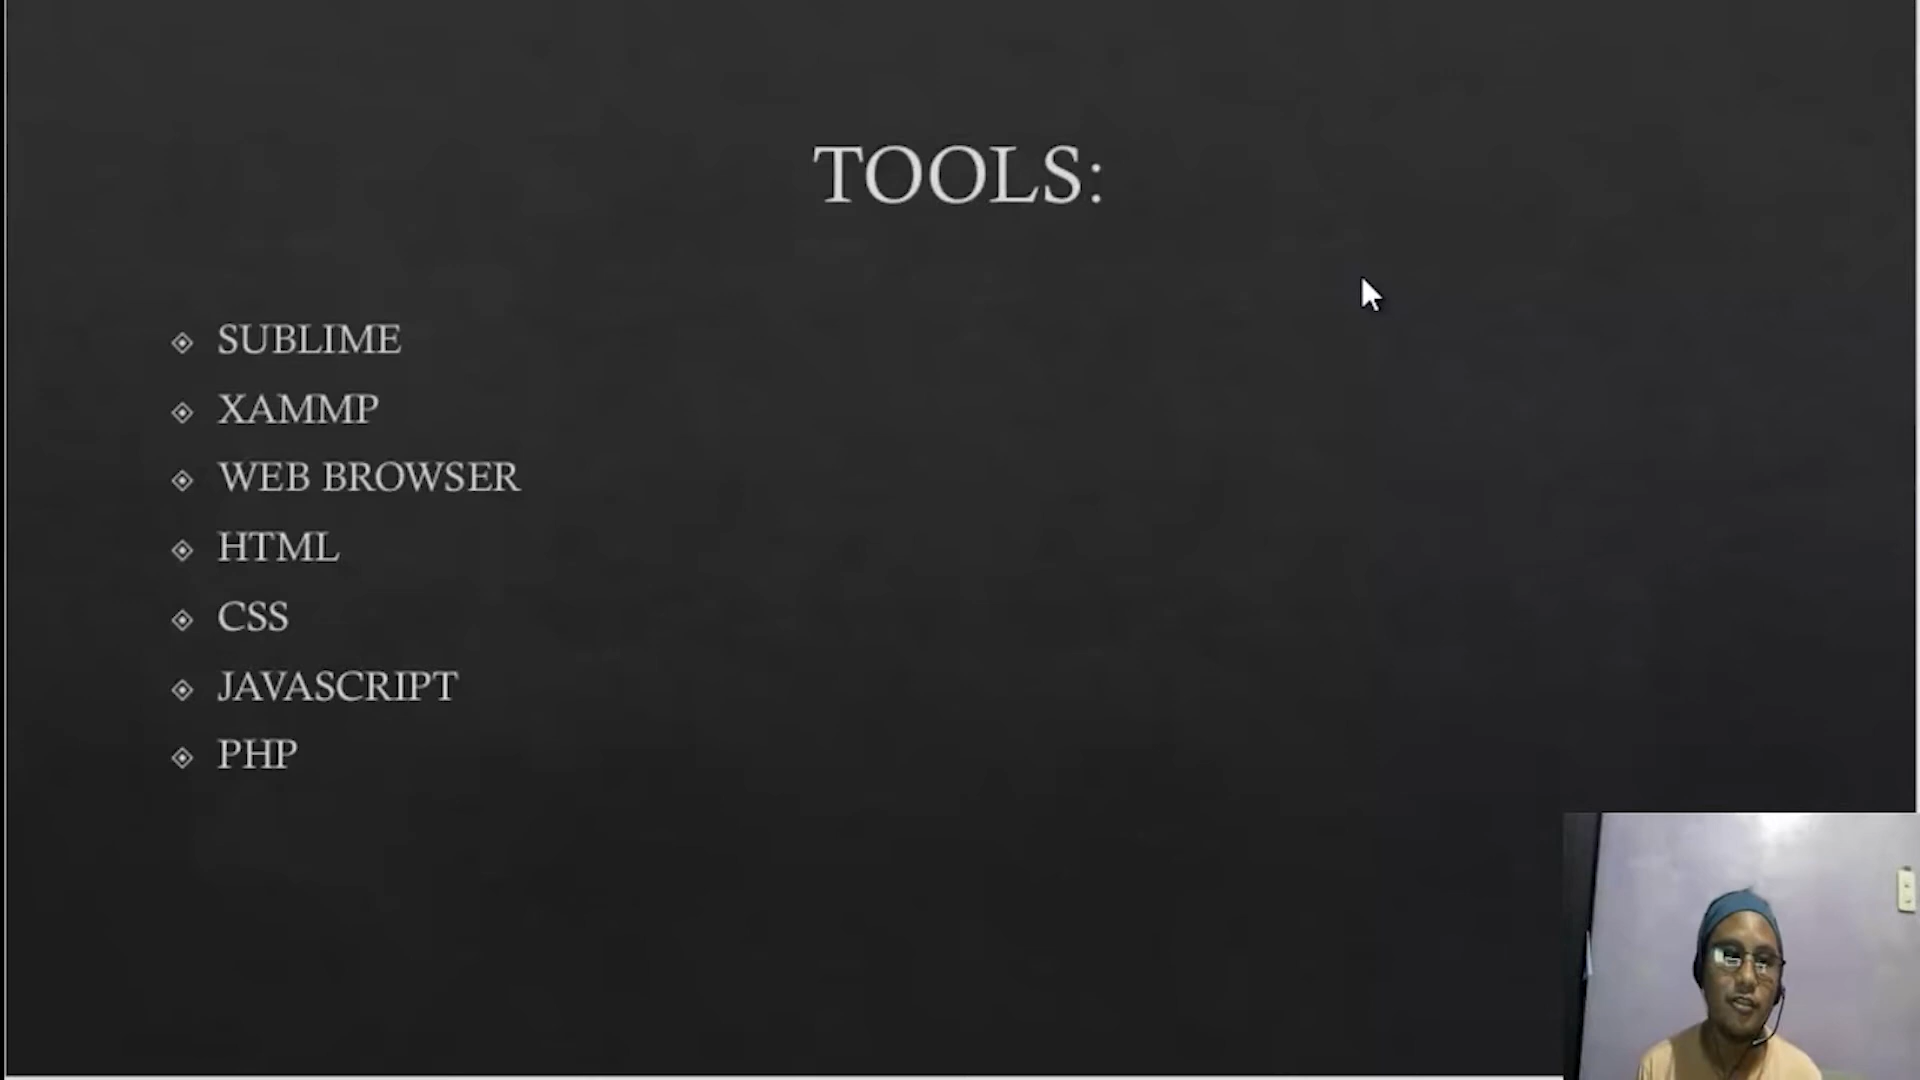 TOOLS:
SUBLIME
XAMMP
WEB BROWSER
HTML
CSS
JAVASCRIPT
PHP